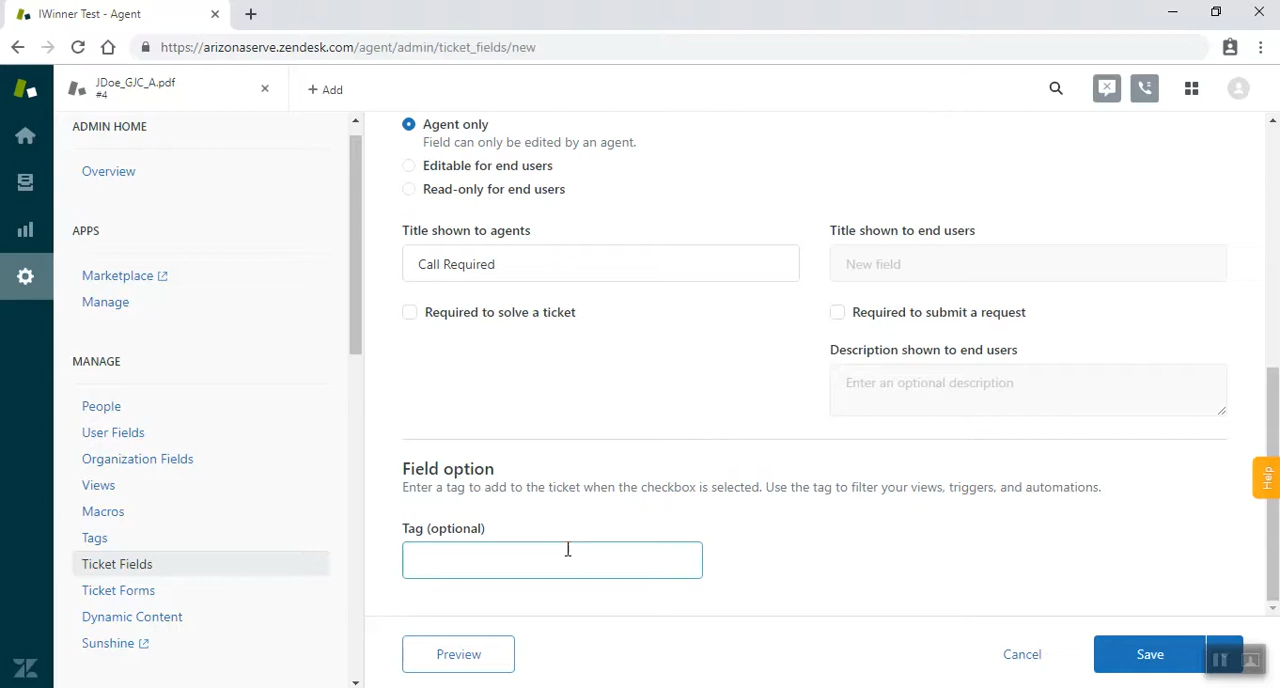 IWinner Test - Agent
https://arizonaserve.zendesk.com/agent/admin/ticket_fields/new
JDoe_GJC_A.pdf
#4
+ Add
ADMIN HOME
Overview
APPS
Marketplace
Manage
MANAGE
People
User Fields
Organization Fields
Views
Macros
Tags
Ticket Fields
Ticket Forms
Dynamic Content
Sunshine
Agent only
Field can only be edited by an agent.
Editable for end users
Read-only for end users
Title shown to agents
Call Required
Required to solve a ticket
Title shown to end users
New field
Required to submit a request
Description shown to end users
Enter an optional description
Field option
Enter a tag to add to the ticket when the checkbox is selected. Use the tag to filter your views, triggers, and automations.
Tag (optional)
Preview
Cancel
Save
Help